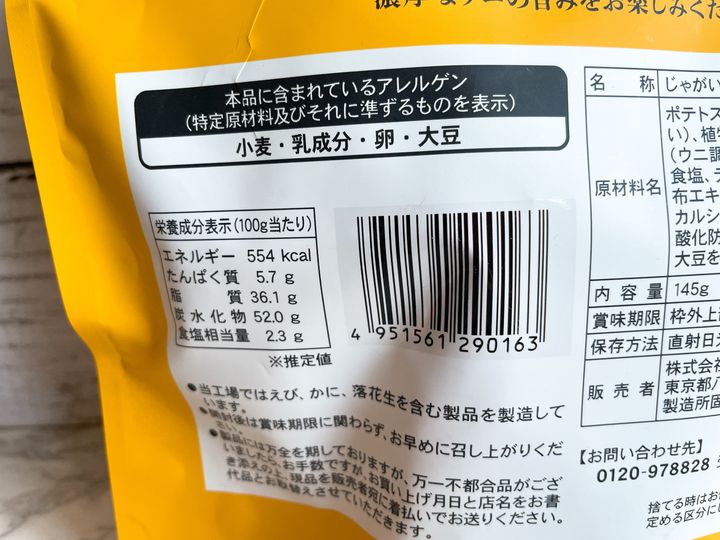 濃厚なウニの旨みをお楽しみくだ
本品に含まれているアレルゲン
(特定原材料及びそれに準ずるものを表示)
小麦・乳成分・卵・大豆
栄養成分表示(100g当たり)
エネルギー 554 kcal
たんぱく質 5.7 g
脂 質 36.1 g
炭水化物 52.0 g
食塩相当量 2.3 g
※推定値
4 951561 290163
●当工場ではえび、かに、落花生を含む製品を製造して
います。
●開封後は賞味期限に関わらず、お早めに召し上がりくだ
さい。
●製品には万全を期しておりますが、万一不都合品がござ
いましたら、お手数ですが、お買い上げ月日と店名をお書
き添えの上、現品を販売者宛に着払いでお送りください。
代品とお取替えさせていただきます。
名 称 じゃがい
原材料名
ポテトス
い)、植
(ウニ調
食塩、デ
布エキ
カルシ
酸化防
大豆を
内容量 145g
賞味期限 枠外上
保存方法 直射日
販売者
株式会社
東京都八
製造所固
【お問い合わせ先】
0120-978828
捨てる時はお
定める区分に